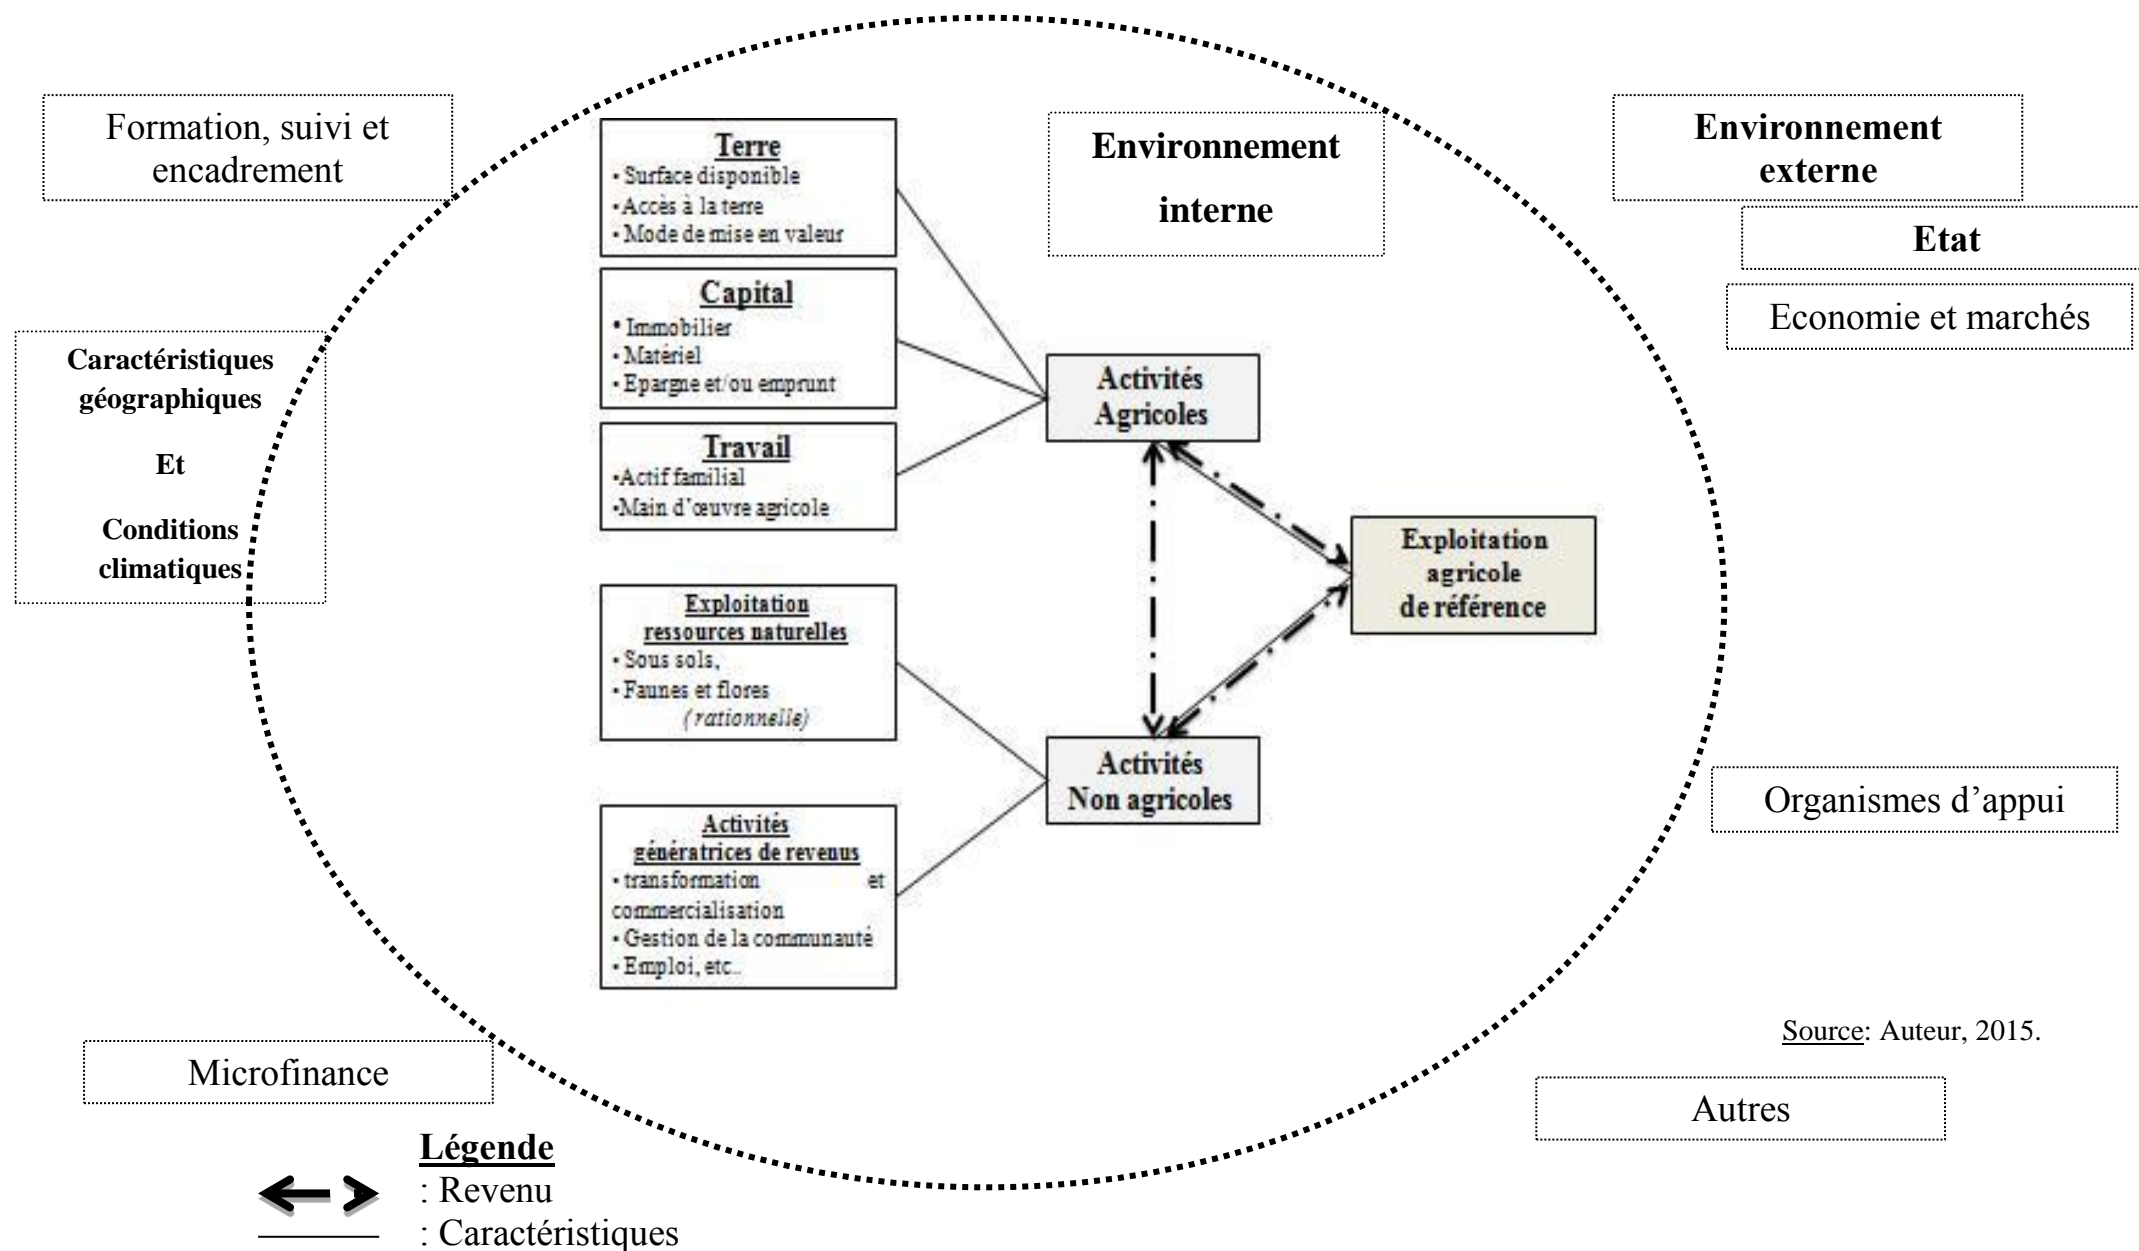 Formation, suivi et
encadrement
Caractéristiques
géographiques
Et
Conditions
climatiques
Microfinance
Terre
• Surface disponible
• Accès à la terre
• Mode de mise en valeur
Capital
• Immobilier
• Matériel
• Epargne et/ou emprunt
Travail
•Actif familial
•Main d'œuvre agricole
Exploitation
ressources naturelles
• Sous sols,
• Faunes et flores
(rationnelle)
Activités
génératrices de revenus
• transformation et
commercialisation
• Gestion de la communauté
• Emploi, etc..
Environnement
interne
Activités
Agricoles
Activités
Non agricoles
Exploitation
agricole
de référence
Environnement
externe
Etat
Economie et marchés
Organismes d'appui
Source: Auteur, 2015.
Autres
Légende
: Revenu
: Caractéristiques